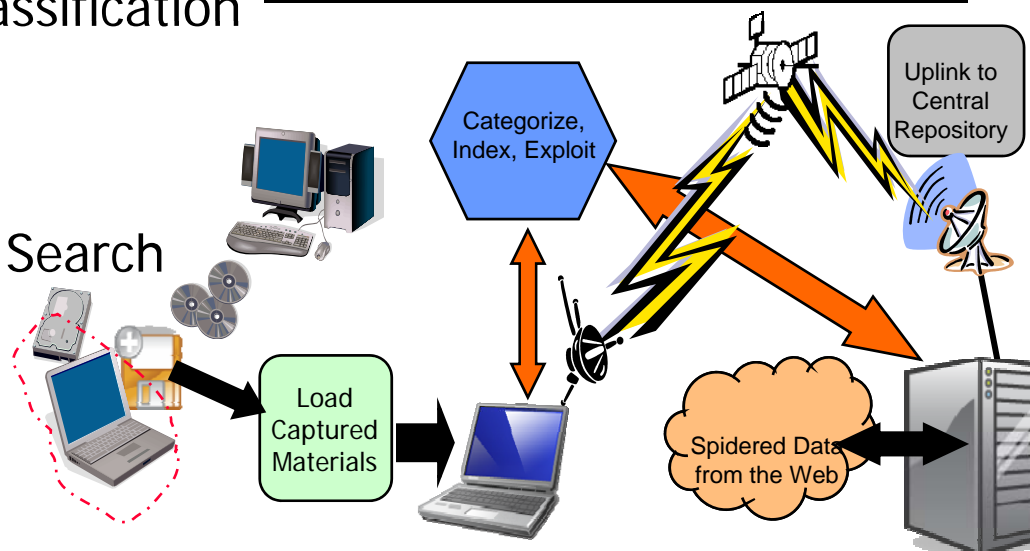 assification
Uplink to
Central
Repository
Categorize,
Index, Exploit
Search
Load
Captured
Materials
Spidered Data
from the Web